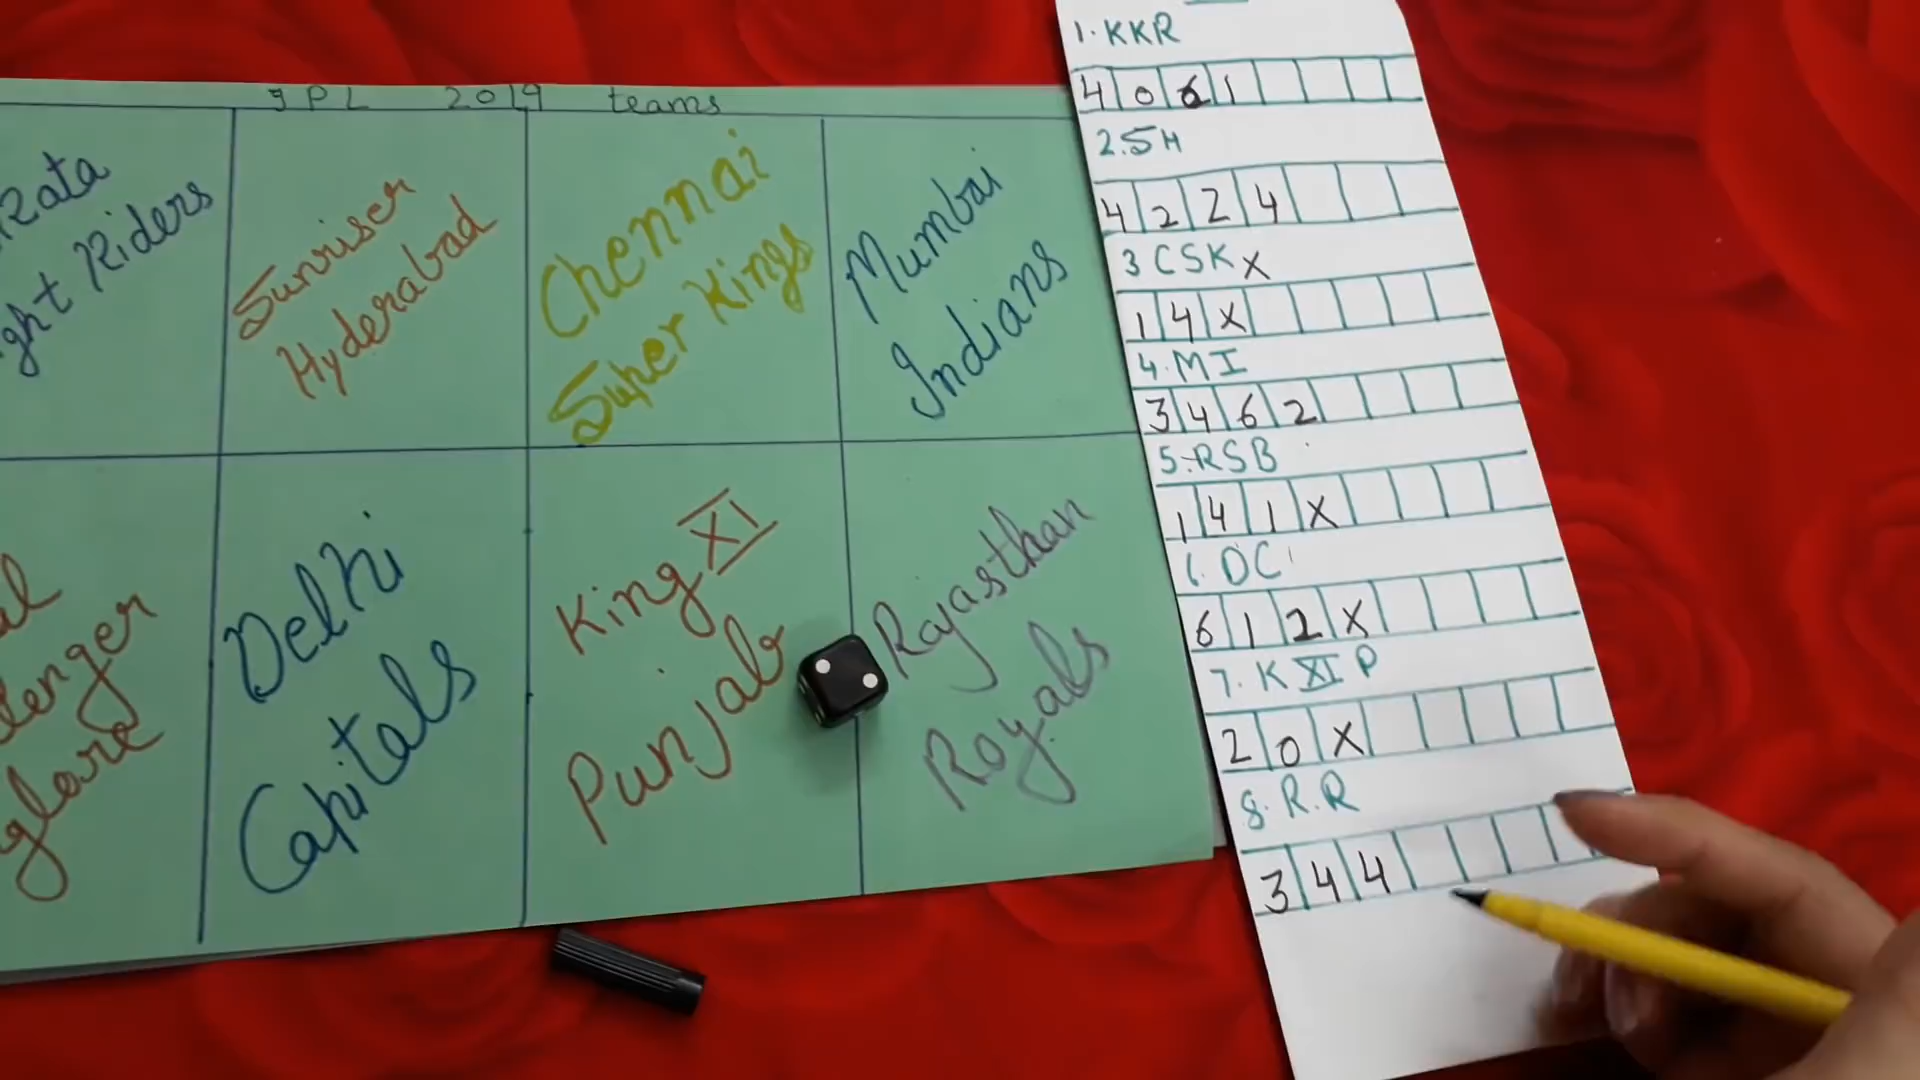 IPL 2019 teams
Rata
ght Riders
Sunriser
Hyderabad
Chennai
Super Kings
Mumbai
Indians
lenger
glore
Delhi
Capitals
King XI
Punjab
Rajasthan
Royals
1. KKR
4 0 6 1
2. SH
4 2 2 4
3 CSK X
1 4 X
4. MI
3 4 6 2
5. RSB
1 4 1 X
6. DC
6 1 2 X
7. K XI P
2 0 X
8. R.R
3 4 4